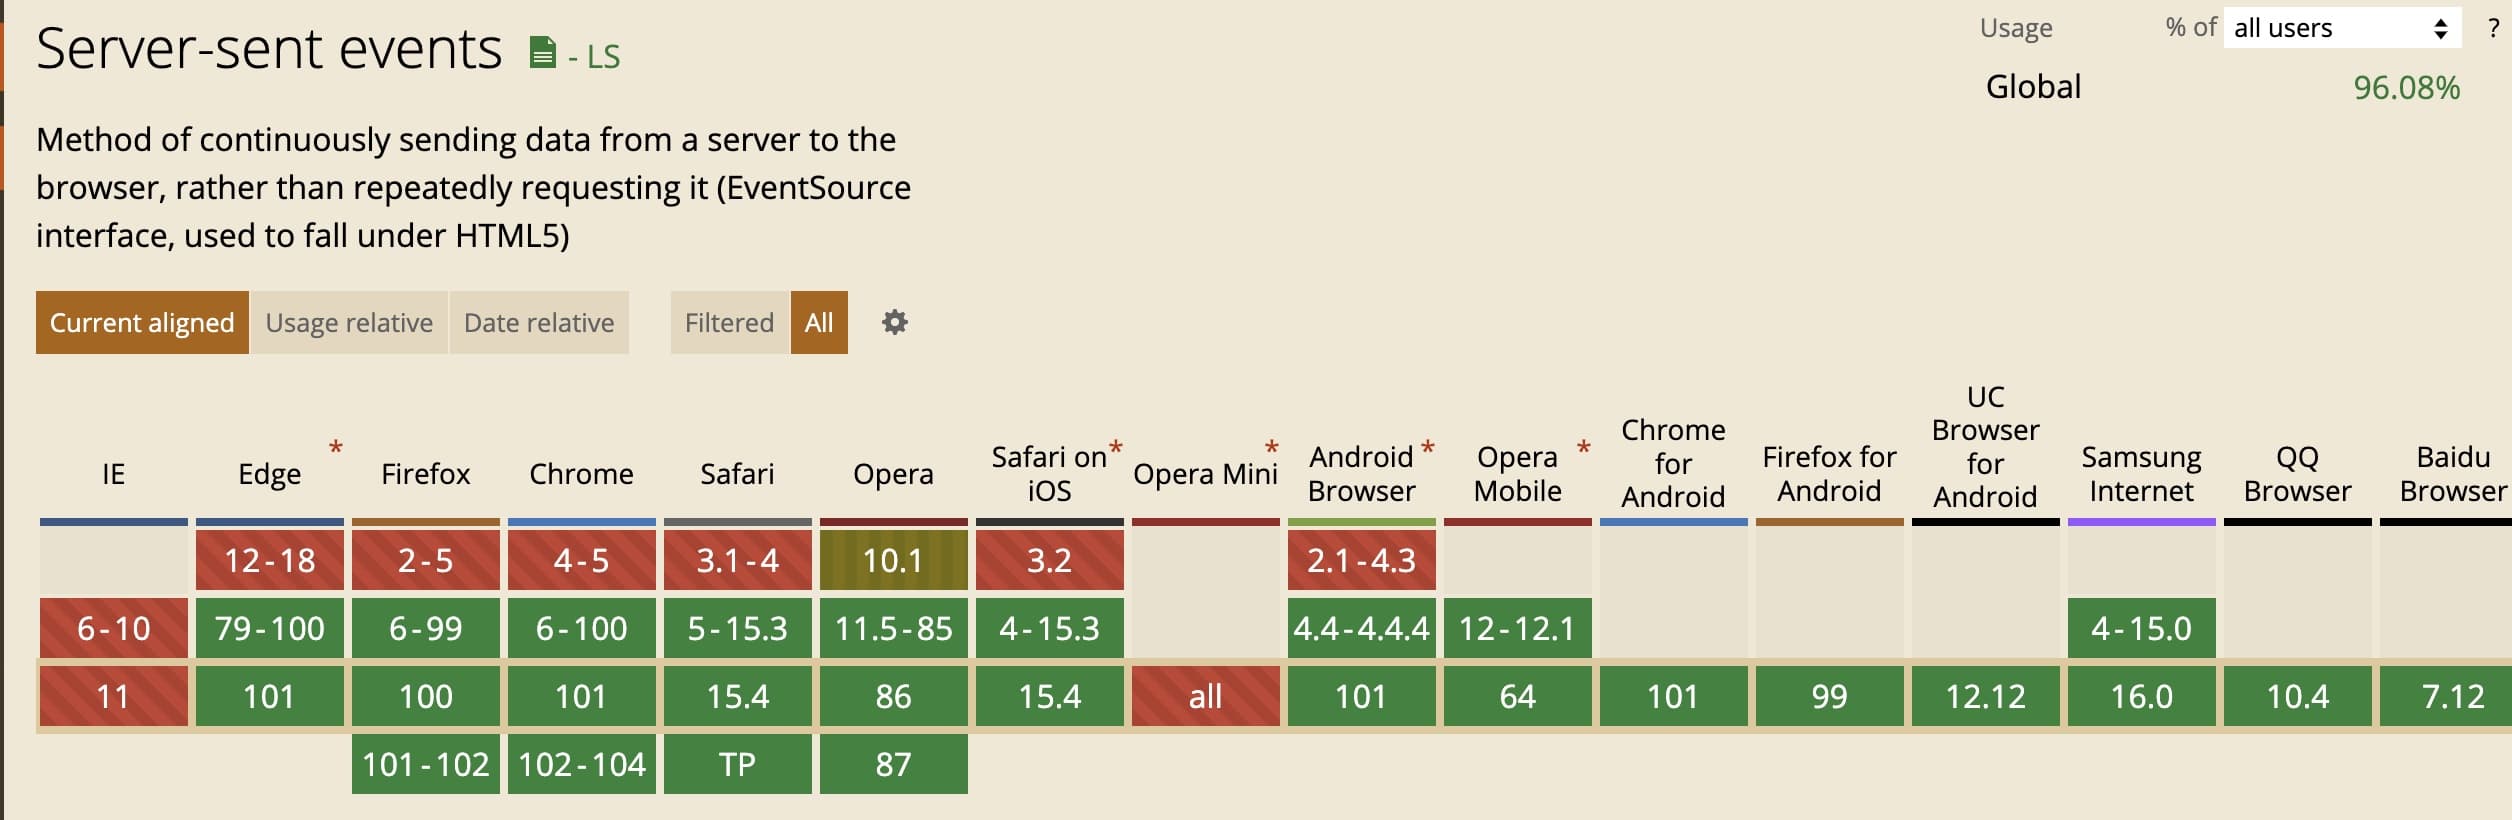 Server-sent events - LS
Usage % of all users ?
Global 96.08%
Method of continuously sending data from a server to the
browser, rather than repeatedly requesting it (EventSource
interface, used to fall under HTML5)
Current aligned Usage relative Date relative Filtered All
IE
Edge *
Firefox
Chrome
Safari
Opera
Safari on *
iOS
Opera Mini *
Android *
Browser
Opera *
Mobile
Chrome
for
Android
Firefox for
Android
UC
Browser
for
Android
Samsung
Internet
QQ
Browser
Baidu
Browser
12-18 2-5 4-5 3.1-4 10.1 3.2 2.1-4.3
6-10 79-100 6-99 6-100 5-15.3 11.5-85 4-15.3 4.4-4.4.4 12-12.1 4-15.0
11 101 100 101 15.4 86 15.4 all 101 64 101 99 12.12 16.0 10.4 7.12
101-102 102-104 TP 87